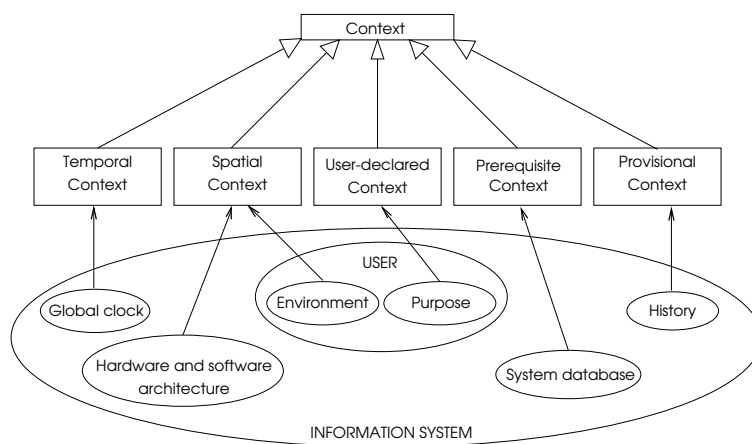 Context
Temporal
Context
Spatial
Context
User-declared
Context
Prerequisite
Context
Provisional
Context
USER
Global clock
Environment
Purpose
History
Hardware and software
architecture
System database
INFORMATION SYSTEM